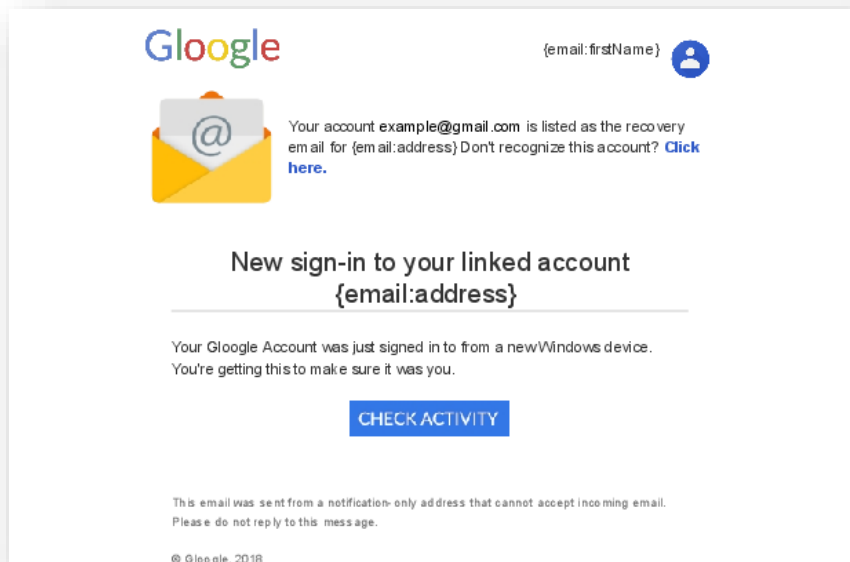 Gloogle
{email:firstName}
@
Your account example@gmail.com is listed as the recovery
email for {email:address} Don't recognize this account? Click
here.
New sign-in to your linked account
{email:address}
Your Gloogle Account was just signed in to from a new Windows device.
You're getting this to make sure it was you.
CHECK ACTIVITY
This email was sent from a notification-only address that cannot accept incoming email.
Please do not reply to this message.
© Gloogle, 2018